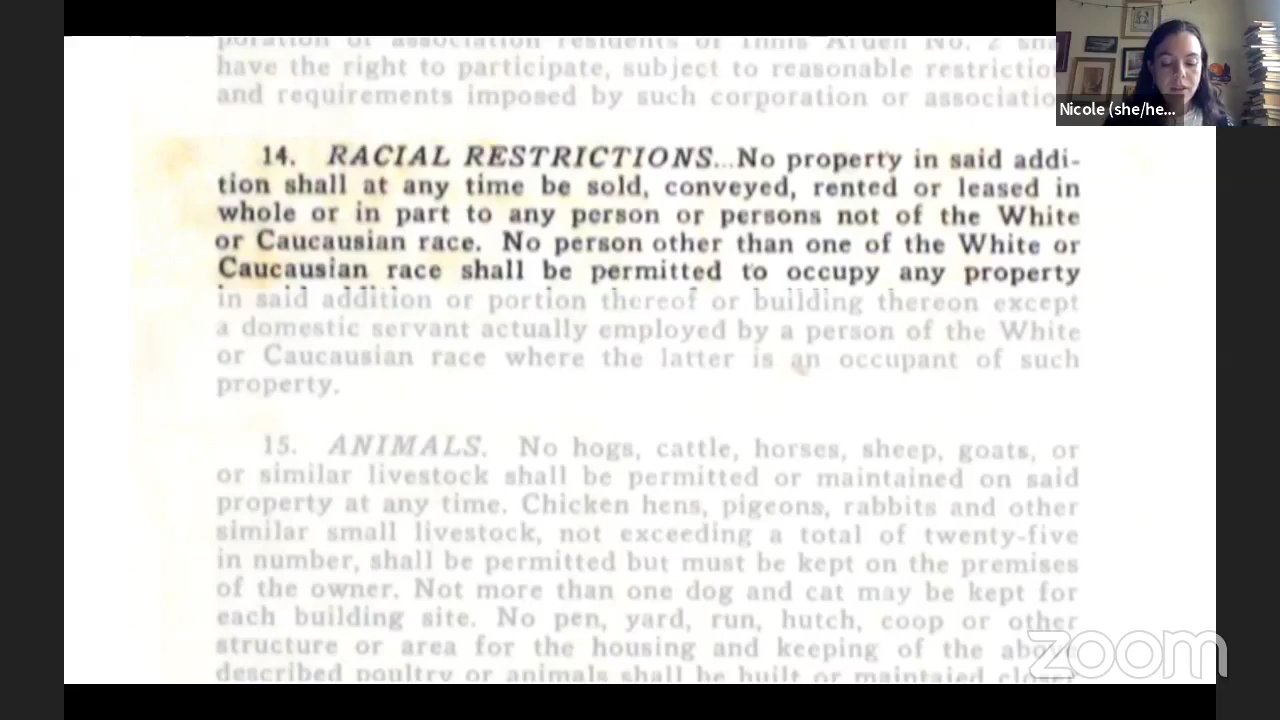 poration or association residents of Innis Arden No. 2 sha
have the right to participate, subject to reasonable restriction
and requirements imposed by such corporation or associatio
Nicole (she/he...
14. RACIAL RESTRICTIONS...No property in said addi-
tion shall at any time be sold, conveyed, rented or leased in
whole or in part to any person or persons not of the White
or Caucausian race. No person other than one of the White or
Caucausian race shall be permitted to occupy any property
in said addition or portion thereof or building thereon except
a domestic servant actually employed by a person of the White
or Caucausian race where the latter is an occupant of such
property.
15. ANIMALS. No hogs, cattle, horses, sheep, goats, or
or similar livestock shall be permitted or maintained on said
property at any time. Chicken hens, pigeons, rabbits and other
similar small livestock, not exceeding a total of twenty-five
in number, shall be permitted but must be kept on the premises
of the owner. Not more than one dog and cat may be kept for
each building site. No pen, yard, run, hutch, coop or other
structure or area for the housing and keeping of the above
described poultry or animals shall be built or maintaied closer
zoom